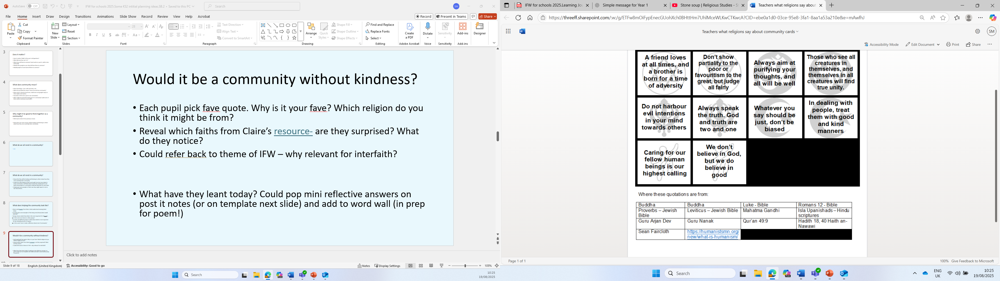 AutoSave Off
IFW for schools 2025.Some KS2 intitial planning ideas.SB.2 • Saved to this PC
Search
SM
File Home Insert Draw Design Transitions Animations Slide Show Record Review View Help Acrobat
Record Present in Teams Share
Paste
Cut
Copy
Format Painter
Clipboard
New Slide
Layout
Reset
Section
Slides
28
Font
Text Direction
Align Text
Convert to SmartArt
Paragraph
Arrange
Quick Styles
Shape Fill
Shape Outline
Shape Effects
Drawing
Find and Replace
Replace Fonts
Select
Editing
Create a PDF
Adobe Acrobat
Dictate
Voice
Sensitivity
Sensitivity
Add-ins
Add-ins
Designer
3
Does it matter?
4
What does community mean?
5
Why might it be good to think together as a community?
6
What do we all need in a community?
7
What do we all need in a community?
8
What does helping the community look like?
9
Would it be a community without kindness?
Would it be a community without kindness?
• Each pupil pick fave quote. Why is it your fave? Which religion do you
think it might be from?
• Reveal which faiths from Claire’s resource- are they surprised? What
do they notice?
• Could refer back to theme of IFW – why relevant for interfaith?
• What have they leant today? Could pop mini reflective answers on
post it notes (or on template next slide) and add to word wall (in prep
for poem!)
Click to add notes
Slide 9 of 18
English (United Kingdom)
Accessibility: Good to go
Notes
Display Settings
105%
Search
10:25
19/08/2025
IFW for schools 2025.Learning Jou
Simple message for Year 1
Stone soup | Religious Studies - S
Teachers what religions say about
https://threeff.sharepoint.com/:w:/g/ETFw8mOiFypEnecGUohXch0BHttHm7UhlMceWLKwCTKwcA?CID=ebe0a1d0-03ce-95e8-3fa1-8aa1a53a210e&e=mAwfhJ
Teachers what religions say about community cards
SM
Accessibility Mode
Edit Document
Print
Share
A friend loves
at all times, and
a brother is
born for a time
of adversity
Don’t show
partiality to the
poor or
favouritism to the
great, but judge
all fairly
Always aim at
purifying your
thoughts, and
all will be well
Those who see all
creatures in
themselves, and
themselves in all
creatures will find
true unity.
Do not harbour
evil intentions
in your mind
towards others
Always speak
the truth. God
and truth are
two and one
Whatever you
say should be
just, don’t be
biased
In dealing with
people, treat
them with good
and kind
manners
Caring for our
fellow human
beings is our
highest calling
We don’t
believe in God,
but we do
believe in
good
Where these quotations are from:
Buddha Buddha Luke - Bible Romans 12 - Bible
Proverbs – Jewish Bible Leviticus – Jewish Bible Mahatma Gandhi Isla Upanishads – Hindu scriptures
Guru Arjan Dev Guru Nanak Qur’an 49:9 Hadith 18, 40 Haith an-Nawawi
Sean Faircloth https://humanistsmn.org/new/what-is-humanism/
Page 1 of 1
100% Give Feedback to Microsoft
Search
ENG
UK
10:25
19/08/2025